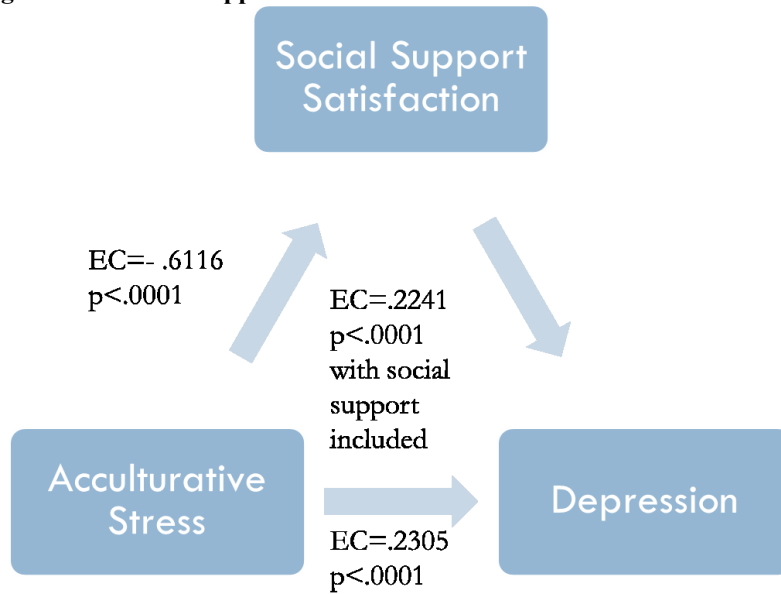 Social Support
Satisfaction
EC=- .6116
p<.0001
EC=.2241
p<.0001
with social
support
included
Acculturative
Stress
Depression
EC=.2305
p<.0001